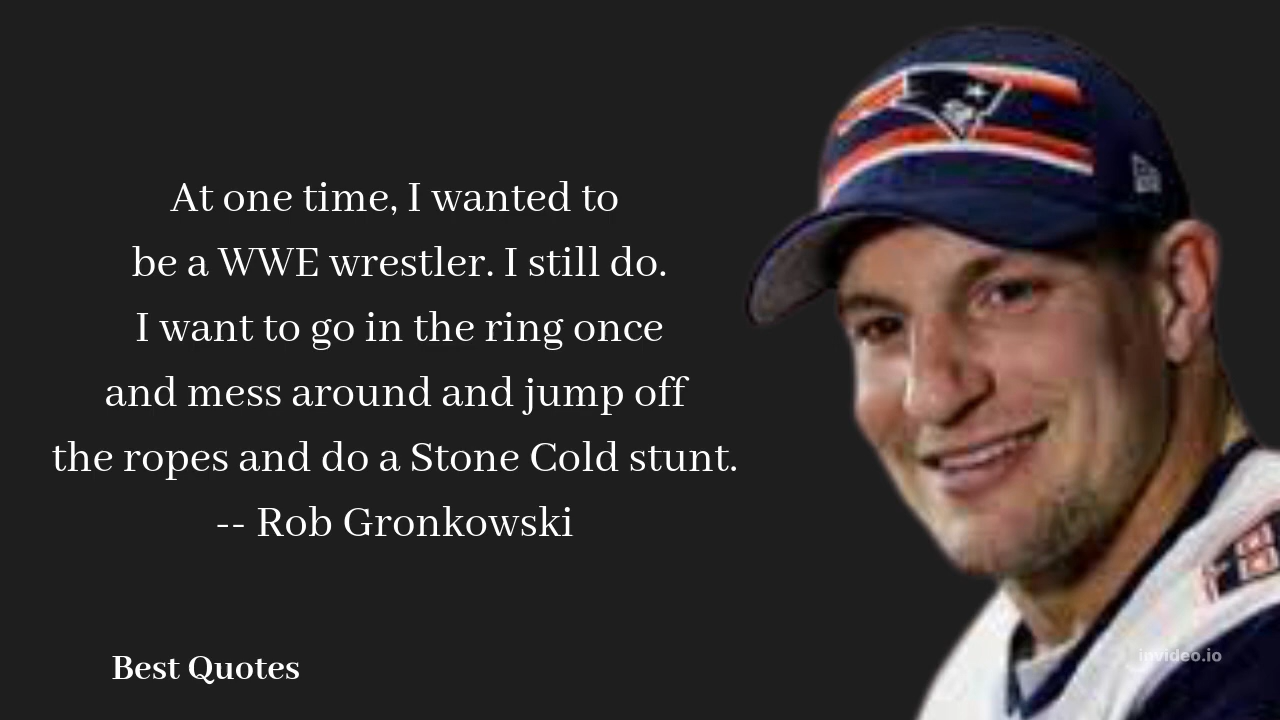 At one time, I wanted to
be a WWE wrestler. I still do.
I want to go in the ring once
and mess around and jump off
the ropes and do a Stone Cold stunt.
-- Rob Gronkowski
Best Quotes
invideo.io